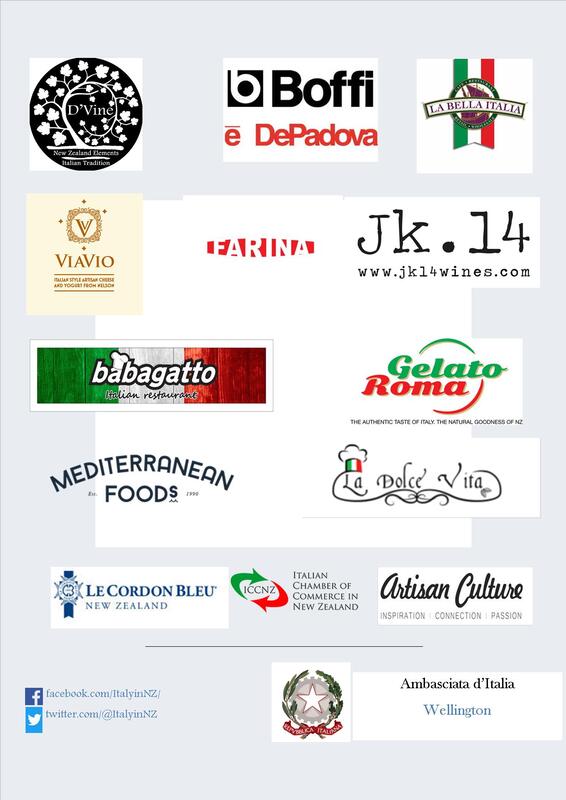 D'Vine
New Zealand Elements
Italian Tradition
Boffi
è DePadova
LA BELLA ITALIA
VIAVIO
ITALIAN STYLE ARTISAN CHEESE
AND YOGURT FROM NELSON
FARINA
Jk.14
www.jk14wines.com
babagatto
Italian restaurant
Gelato
Roma
THE AUTHENTIC TASTE OF ITALY. THE NATURAL GOODNESS OF NZ
MEDITERRANEAN
Est. FOODs 1990
La Dolce Vita
LE CORDON BLEU
NEW ZEALAND
ICCNZ
ITALIAN
CHAMBER OF
COMMERCE IN
NEW ZEALAND
Artisan Culture
INSPIRATION | CONNECTION | PASSION
facebook.com/ItalyinNZ/
twitter.com/@ItalyinNZ
REPVBBLICA ITALIANA
Ambasciata d'Italia
Wellington